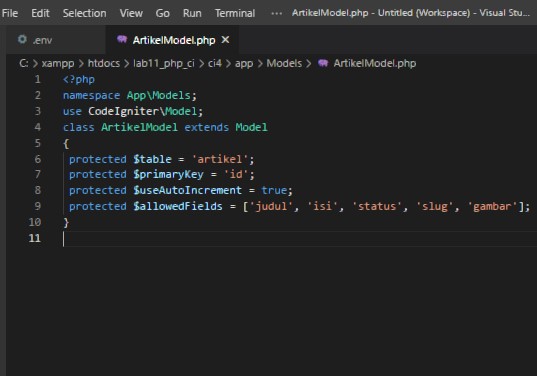 File Edit Selection View Go Run Terminal ··· ArtikelModel.php - Untitled (Workspace) - Visual Stu...
.env ArtikelModel.php ×
C: > xampp > htdocs > lab11_php_ci > ci4 > app > Models > ArtikelModel.php
1 <?php
2 namespace App\Models;
3 use CodeIgniter\Model;
4 class ArtikelModel extends Model
5 {
6 protected $table = 'artikel';
7 protected $primaryKey = 'id';
8 protected $useAutoIncrement = true;
9 protected $allowedFields = ['judul', 'isi', 'status', 'slug', 'gambar'];
10 }
11